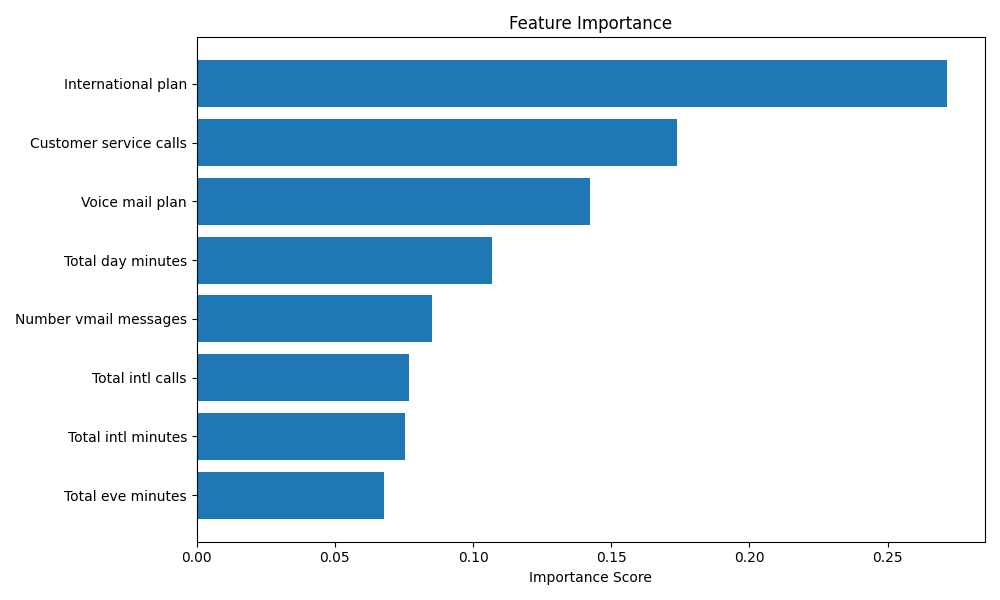 Feature Importance
International plan
Customer service calls
Voice mail plan
Total day minutes
Number vmail messages
Total intl calls
Total intl minutes
Total eve minutes
0.00 0.05 0.10 0.15 0.20 0.25
Importance Score